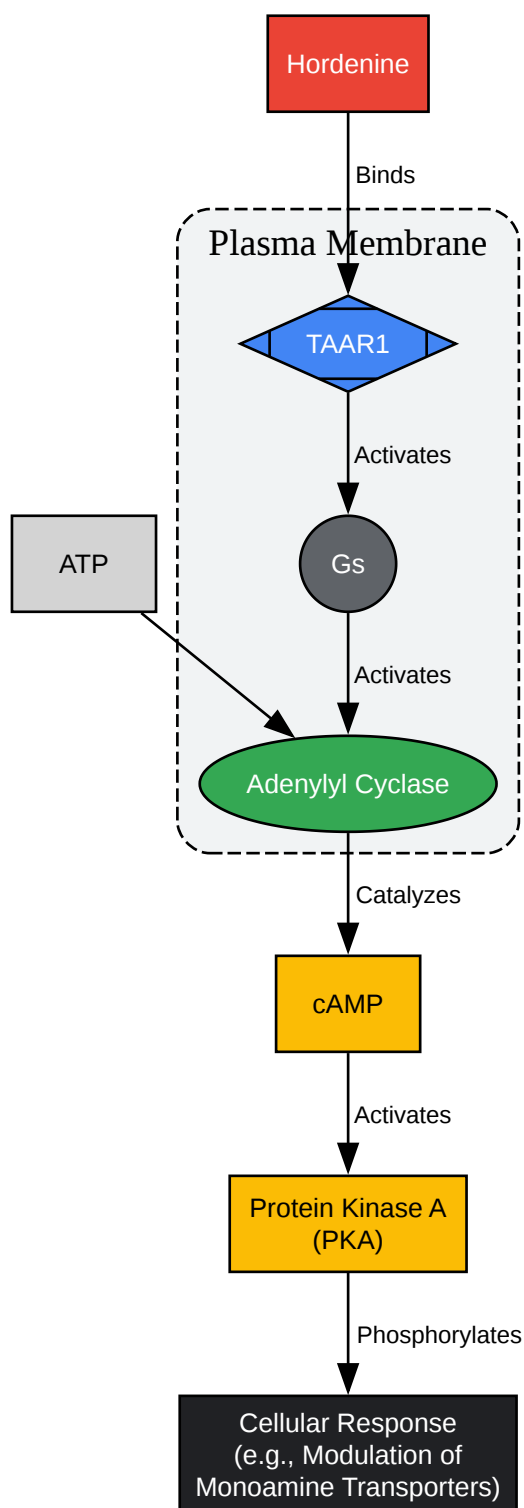 Hordenine
Binds
Plasma Membrane
TAAR1
Activates
ATP
Gs
Activates
Adenylyl Cyclase
Catalyzes
cAMP
Activates
Protein Kinase A
(PKA)
Phosphorylates
Cellular Response
(e.g., Modulation of
Monoamine Transporters)